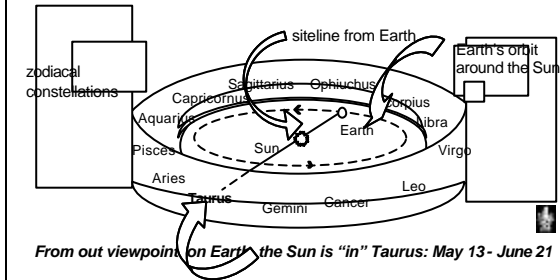 siteline from Earth
Earth's orbit
around the Sun
zodiacal
constellations
Sagittarius
Ophiuchus
Capricornus
corpius
Aquarius
Libra
Earth
Sun
Pisces
Virgo
Aries
Leo
Taurus
Cancer
Gemini
From out viewpoint on Earth, the Sun is “in” Taurus: May 13- June 21